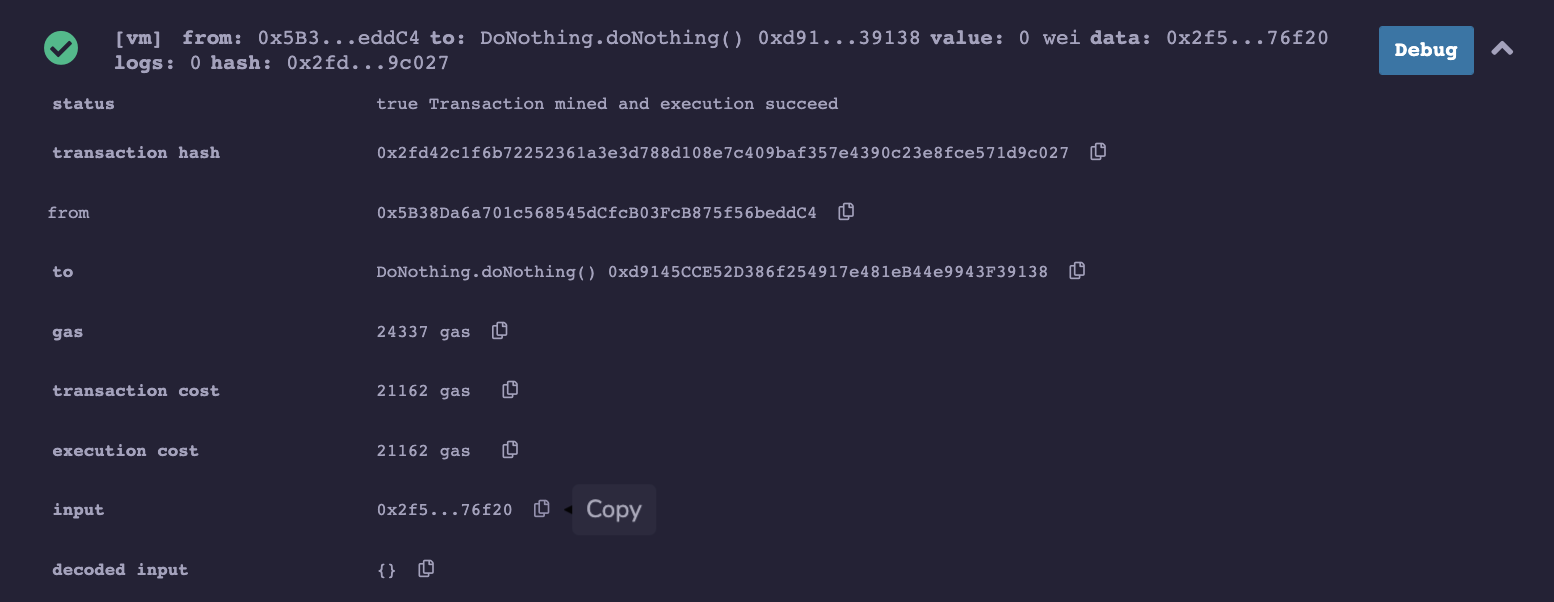 [vm] from: 0x5B3...eddC4 to: DoNothing.doNothing() 0xd91...39138 value: 0 wei data: 0x2f5...76f20
logs: 0 hash: 0x2fd...9c027
Debug
status true Transaction mined and execution succeed
transaction hash 0x2fd42c1f6b72252361a3e3d788d108e7c409baf357e4390c23e8fce571d9c027
from 0x5B38Da6a701c568545dCfcB03FcB875f56beddC4
to DoNothing.doNothing() 0xd9145CCE52D386f254917e481eB44e9943F39138
gas 24337 gas
transaction cost 21162 gas
execution cost 21162 gas
input 0x2f5...76f20 Copy
decoded input {}